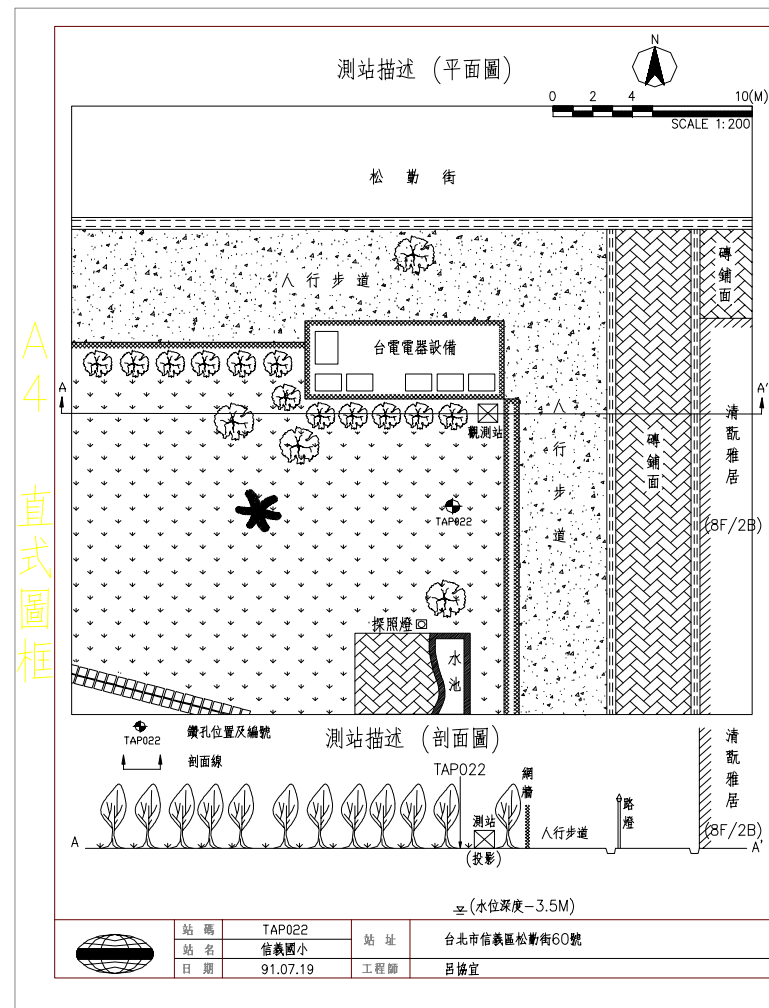 測站描述 (平面圖)
N
0 2 4 10(M)
SCALE 1:200
松勤街
人行步道
磚鋪面
台電電器設備
A
A'
觀測站
人行步道
磚鋪面
清翫雅居
(8F/2B)
TAP022
探照燈
水池
A4 直式圖框
TAP022
鑽孔位置及編號
剖面線
測站描述 (剖面圖)
TAP022
網牆
測站
(投影)
人行步道
路燈
清翫雅居
(8F/2B)
A
A'
(水位深度-3.5M)
站碼 TAP022
站名 信義國小
日期 91.07.19
站址 台北市信義區松勤街60號
工程師 呂協宜